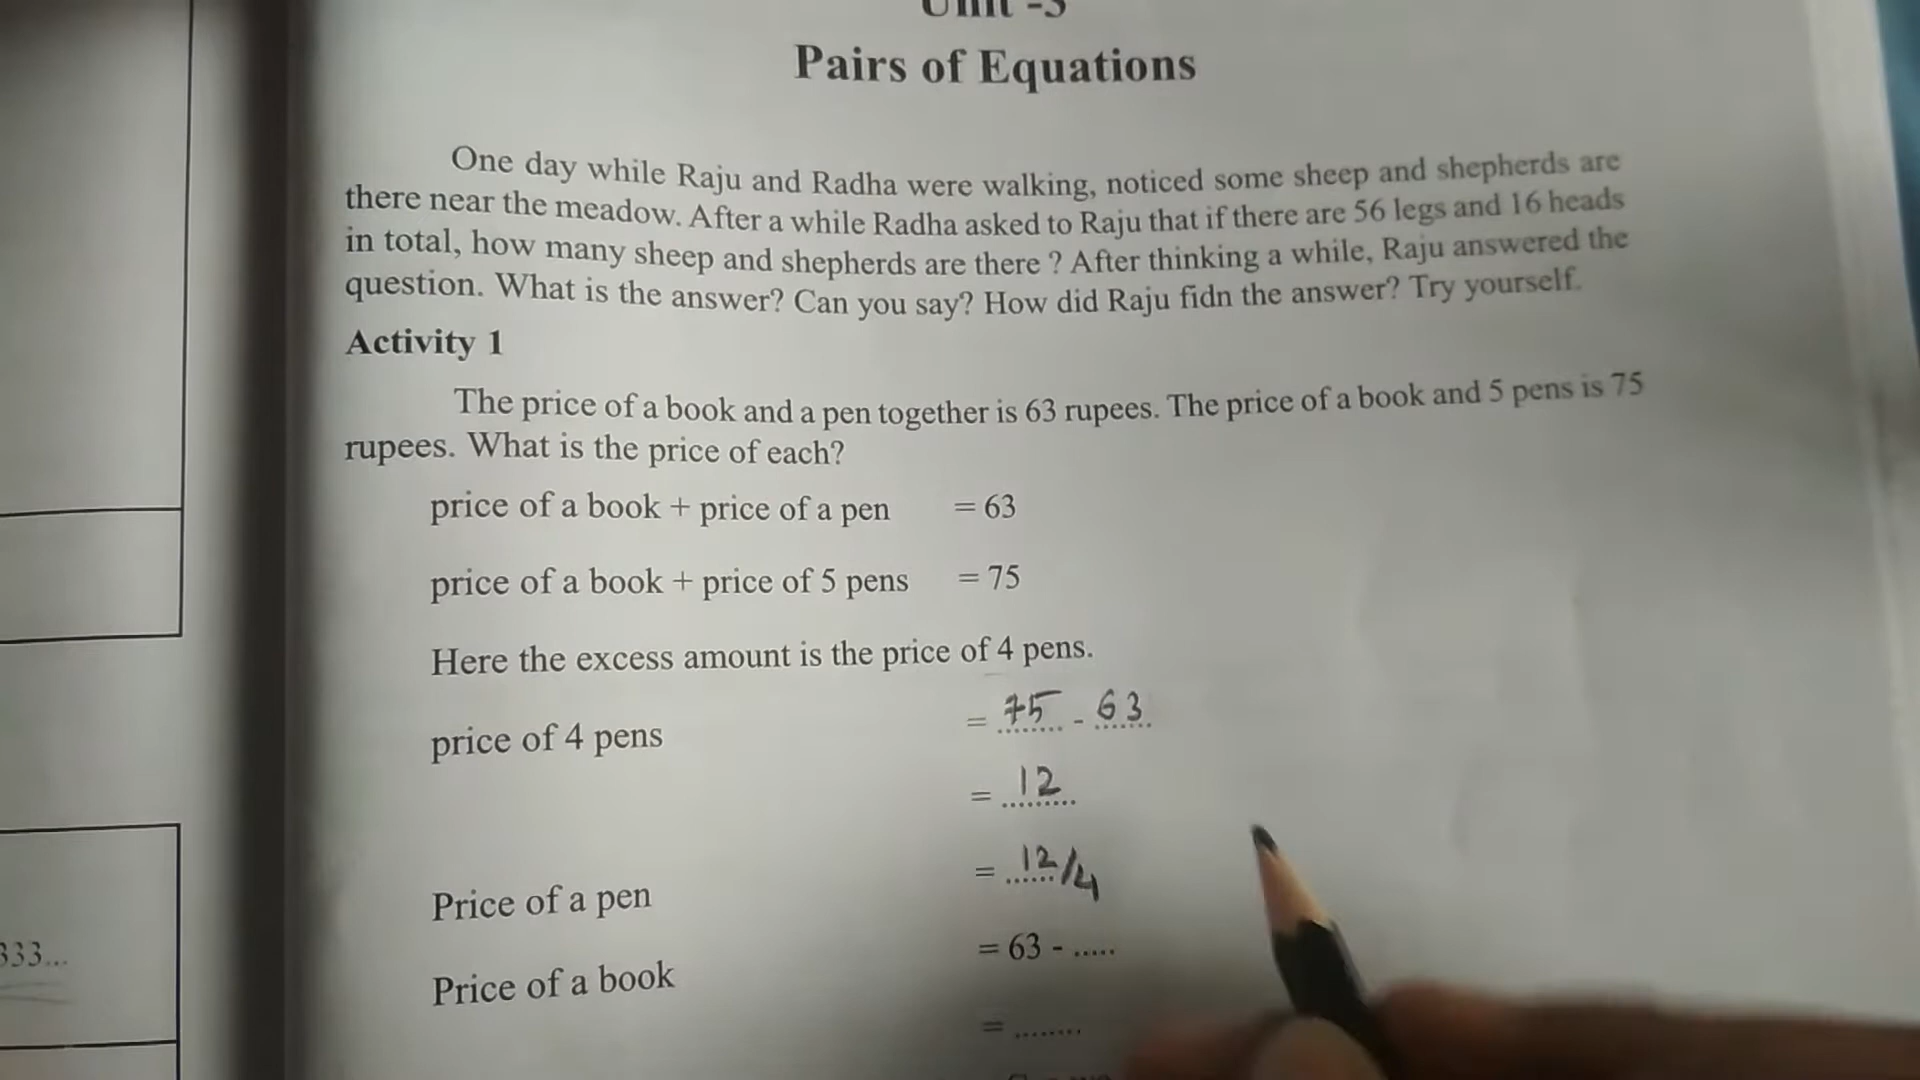 Unit -3
Pairs of Equations
One day while Raju and Radha were walking, noticed some sheep and shepherds are
there near the meadow. After a while Radha asked to Raju that if there are 56 legs and 16 heads
in total, how many sheep and shepherds are there ? After thinking a while, Raju answered the
question. What is the answer? Can you say? How did Raju fidn the answer? Try yourself.
Activity 1
The price of a book and a pen together is 63 rupees. The price of a book and 5 pens is 75
rupees. What is the price of each?
price of a book + price of a pen = 63
price of a book + price of 5 pens = 75
Here the excess amount is the price of 4 pens.
price of 4 pens = 75 - 63
= 12
Price of a pen = 12/4
Price of a book = 63 - .....
333...
= ........